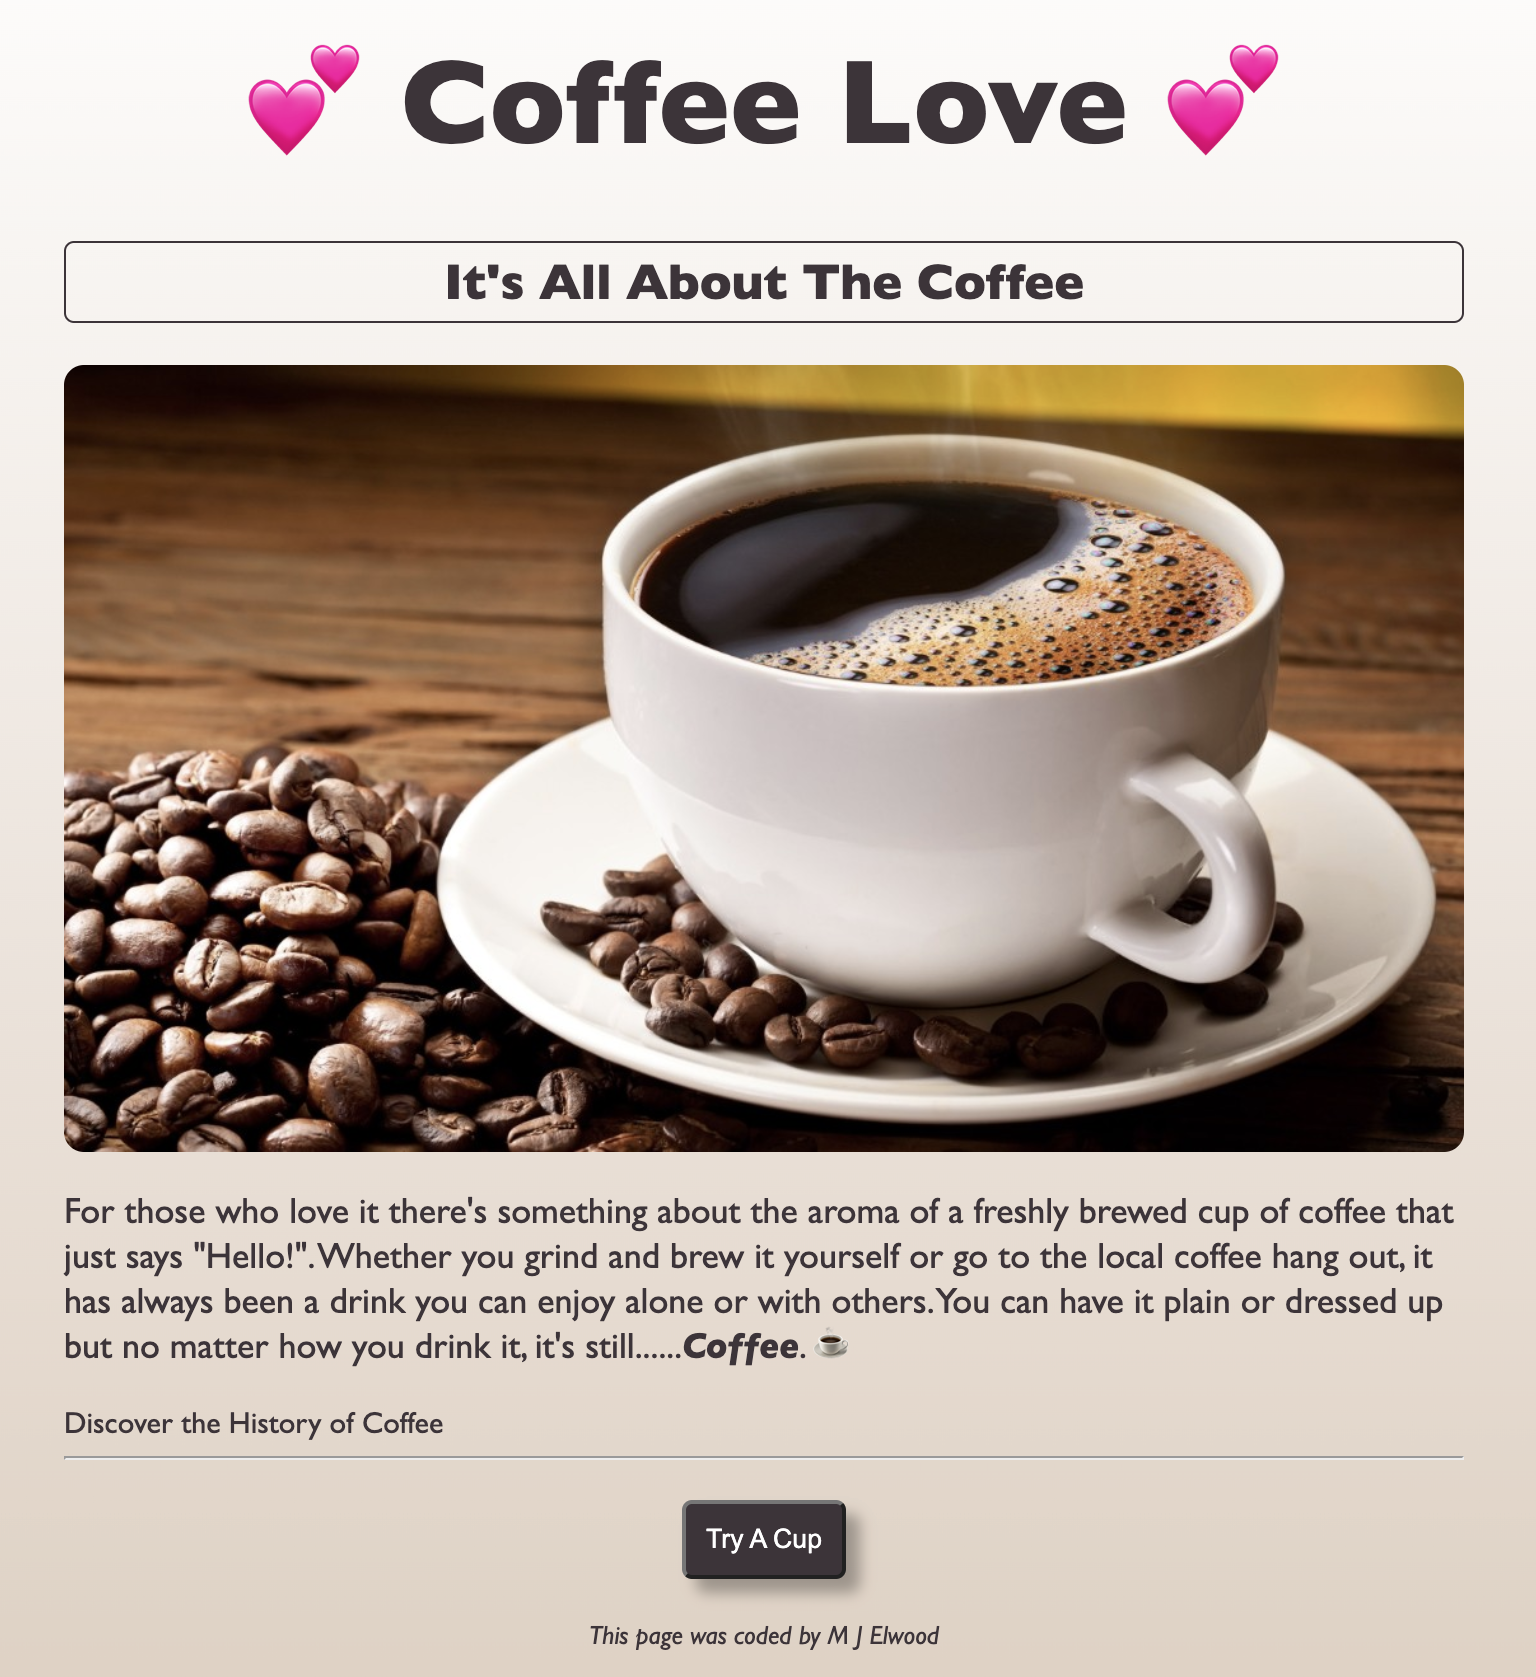 💕 Coffee Love 💕
It's All About The Coffee
For those who love it there's something about the aroma of a freshly brewed cup of coffee that
just says "Hello!". Whether you grind and brew it yourself or go to the local coffee hang out, it
has always been a drink you can enjoy alone or with others. You can have it plain or dressed up
but no matter how you drink it, it's still......Coffee. ☕
Discover the History of Coffee
Try A Cup
This page was coded by M J Elwood